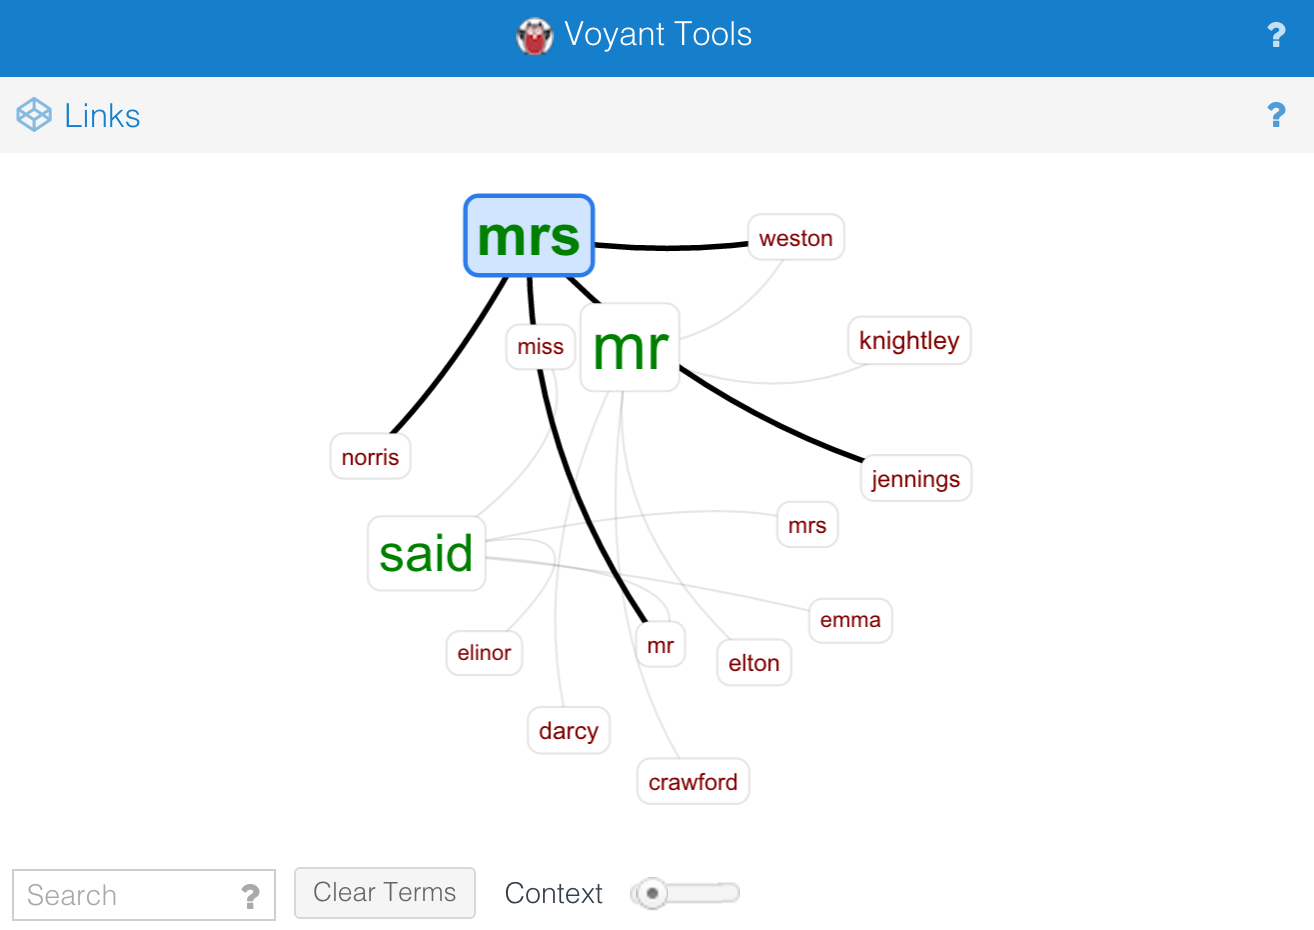 Voyant Tools ?
Links ?
mrs
weston
miss
mr
knightley
norris
jennings
mrs
said
emma
elinor
mr
elton
darcy
crawford
Search ? Clear Terms Context